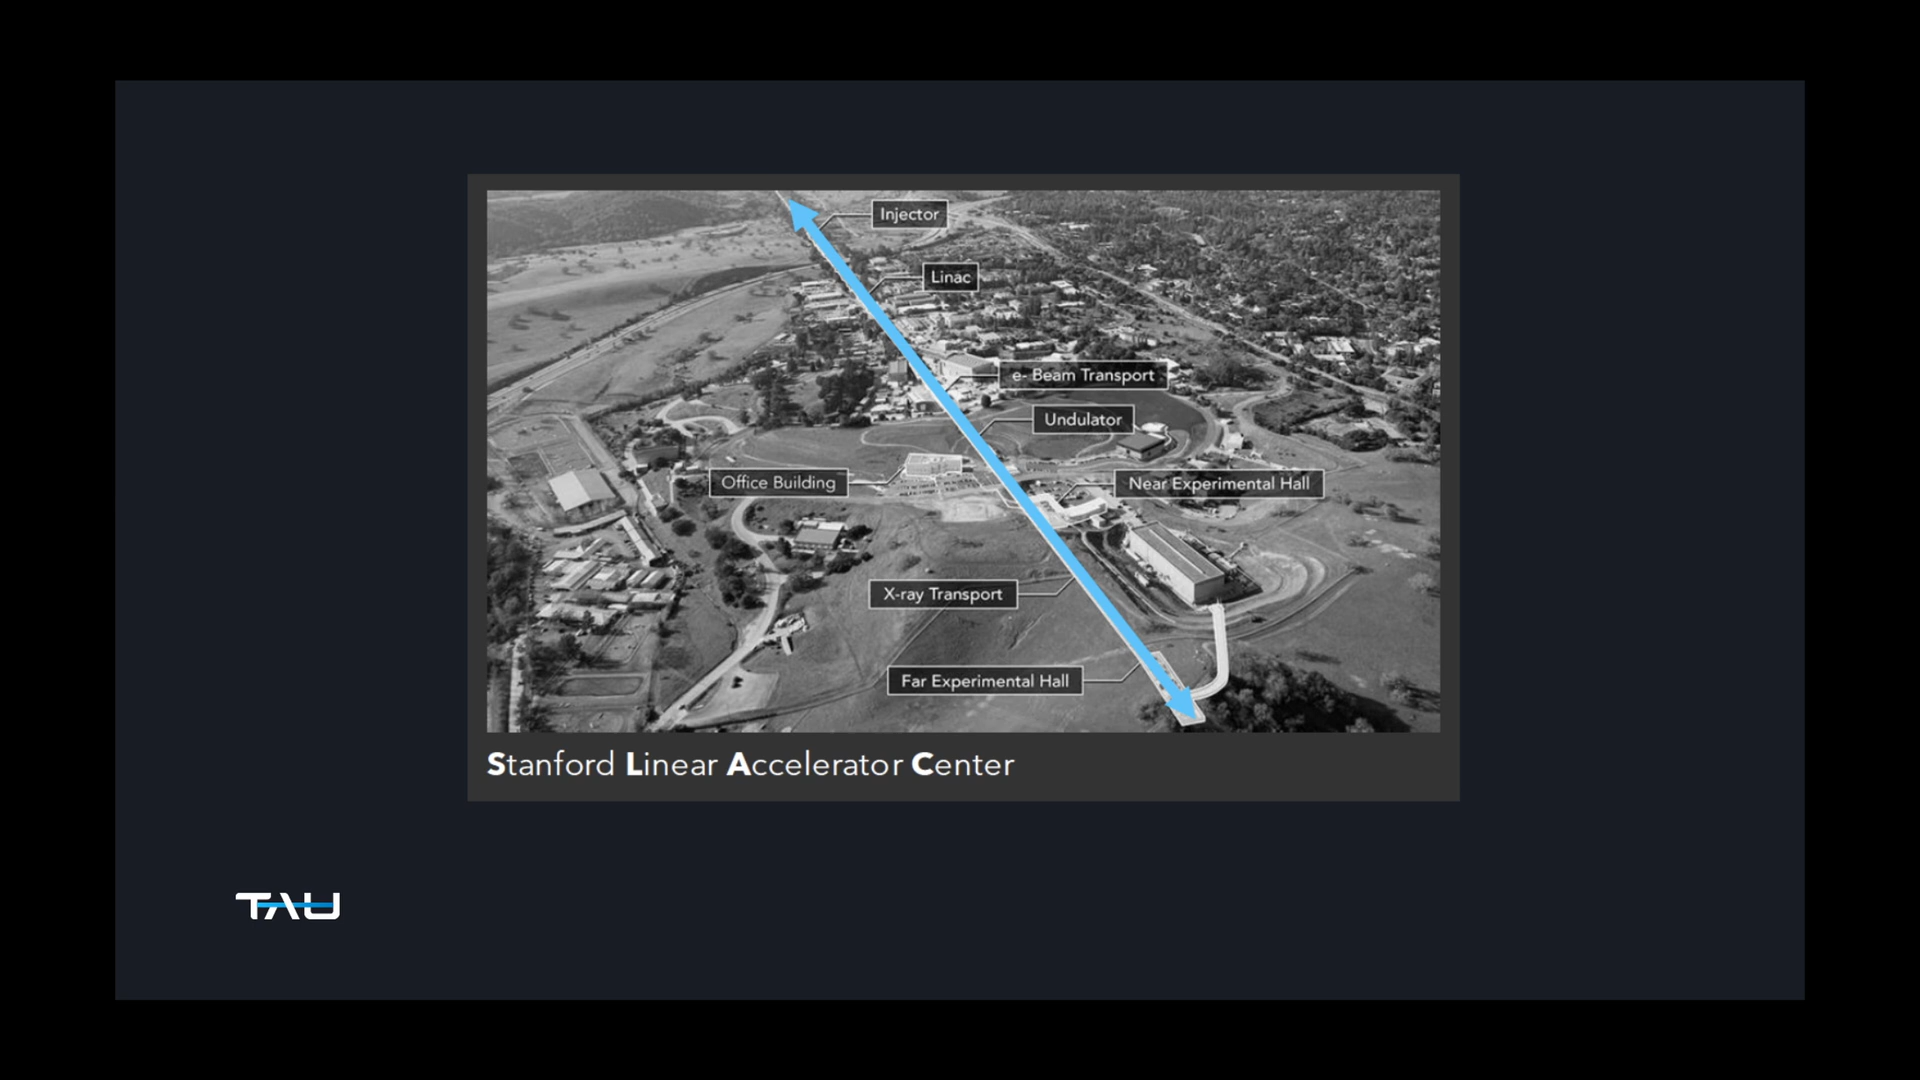 Injector
Linac
e- Beam Transport
Undulator
Office Building
Near Experimental Hall
X-ray Transport
Far Experimental Hall
Stanford Linear Accelerator Center
TAU